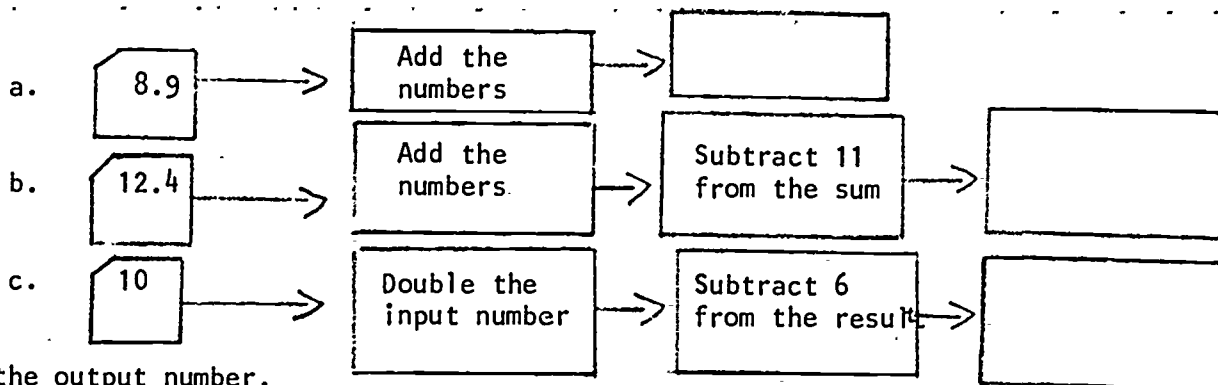 a. 8.9 Add the
numbers
b. 12.4 Add the
numbers
Subtract 11
from the sum
c. 10 Double the
input number
Subtract 6
from the result
the output number.